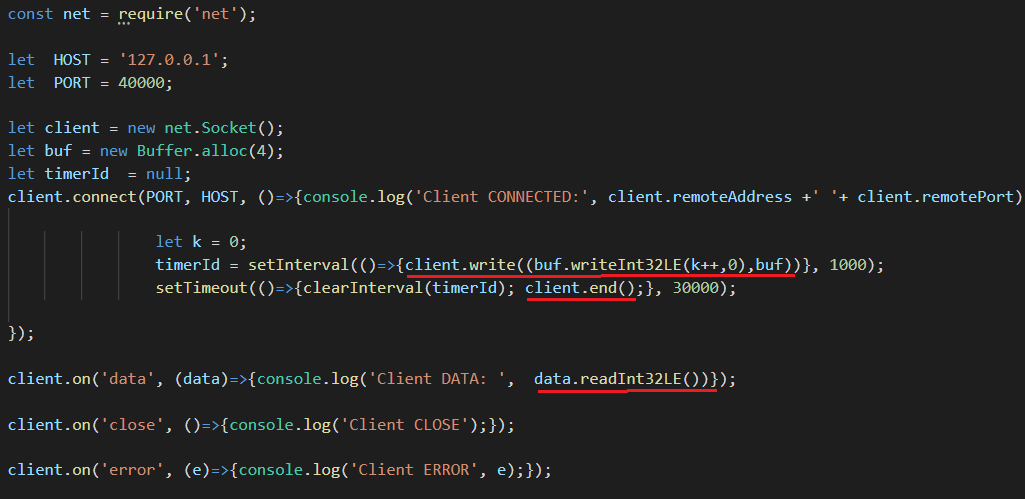 const net = require('net');
let  HOST = '127.0.0.1';
let  PORT = 40000;
let client = new net.Socket();
let buf = new Buffer.alloc(4);
let timerId  = null;
client.connect(PORT, HOST, ()=>{console.log('Client CONNECTED:', client.remoteAddress +' '+ client.remotePort)
let k = 0;
timerId = setInterval(()=>{client.write((buf.writeInt32LE(k++,0),buf))}, 1000);
setTimeout(()=>{clearInterval(timerId); client.end();}, 30000);
});
client.on('data', (data)=>{console.log('Client DATA: ',  data.readInt32LE())});
client.on('close', ()=>{console.log('Client CLOSE');});
client.on('error', (e)=>{console.log('Client ERROR', e);});